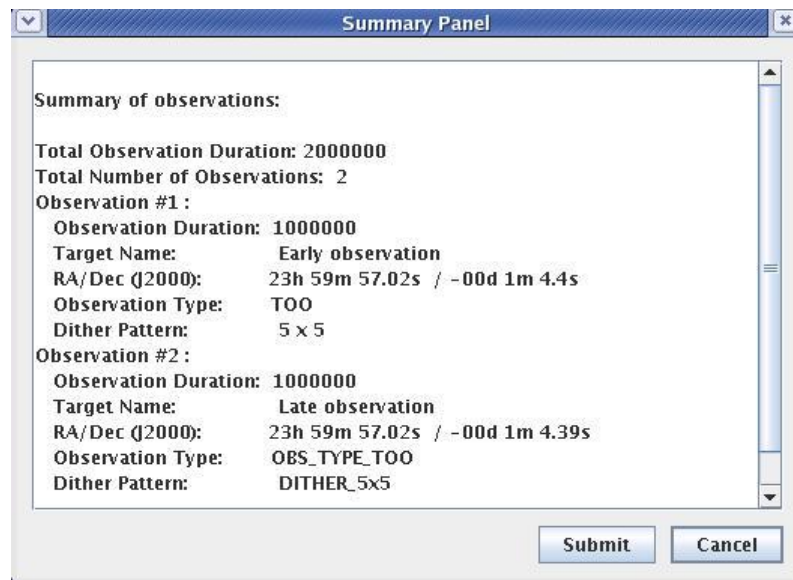 Summary Panel
Summary of observations:
Total Observation Duration: 2000000
Total Number of Observations: 2
Observation #1 :
Observation Duration: 1000000
Target Name: Early observation
RA/Dec (J2000): 23h 59m 57.02s / -00d 1m 4.4s
Observation Type: TOO
Dither Pattern: 5 x 5
Observation #2 :
Observation Duration: 1000000
Target Name: Late observation
RA/Dec (J2000): 23h 59m 57.02s / -00d 1m 4.39s
Observation Type: OBS_TYPE_TOO
Dither Pattern: DITHER_5x5
Submit Cancel